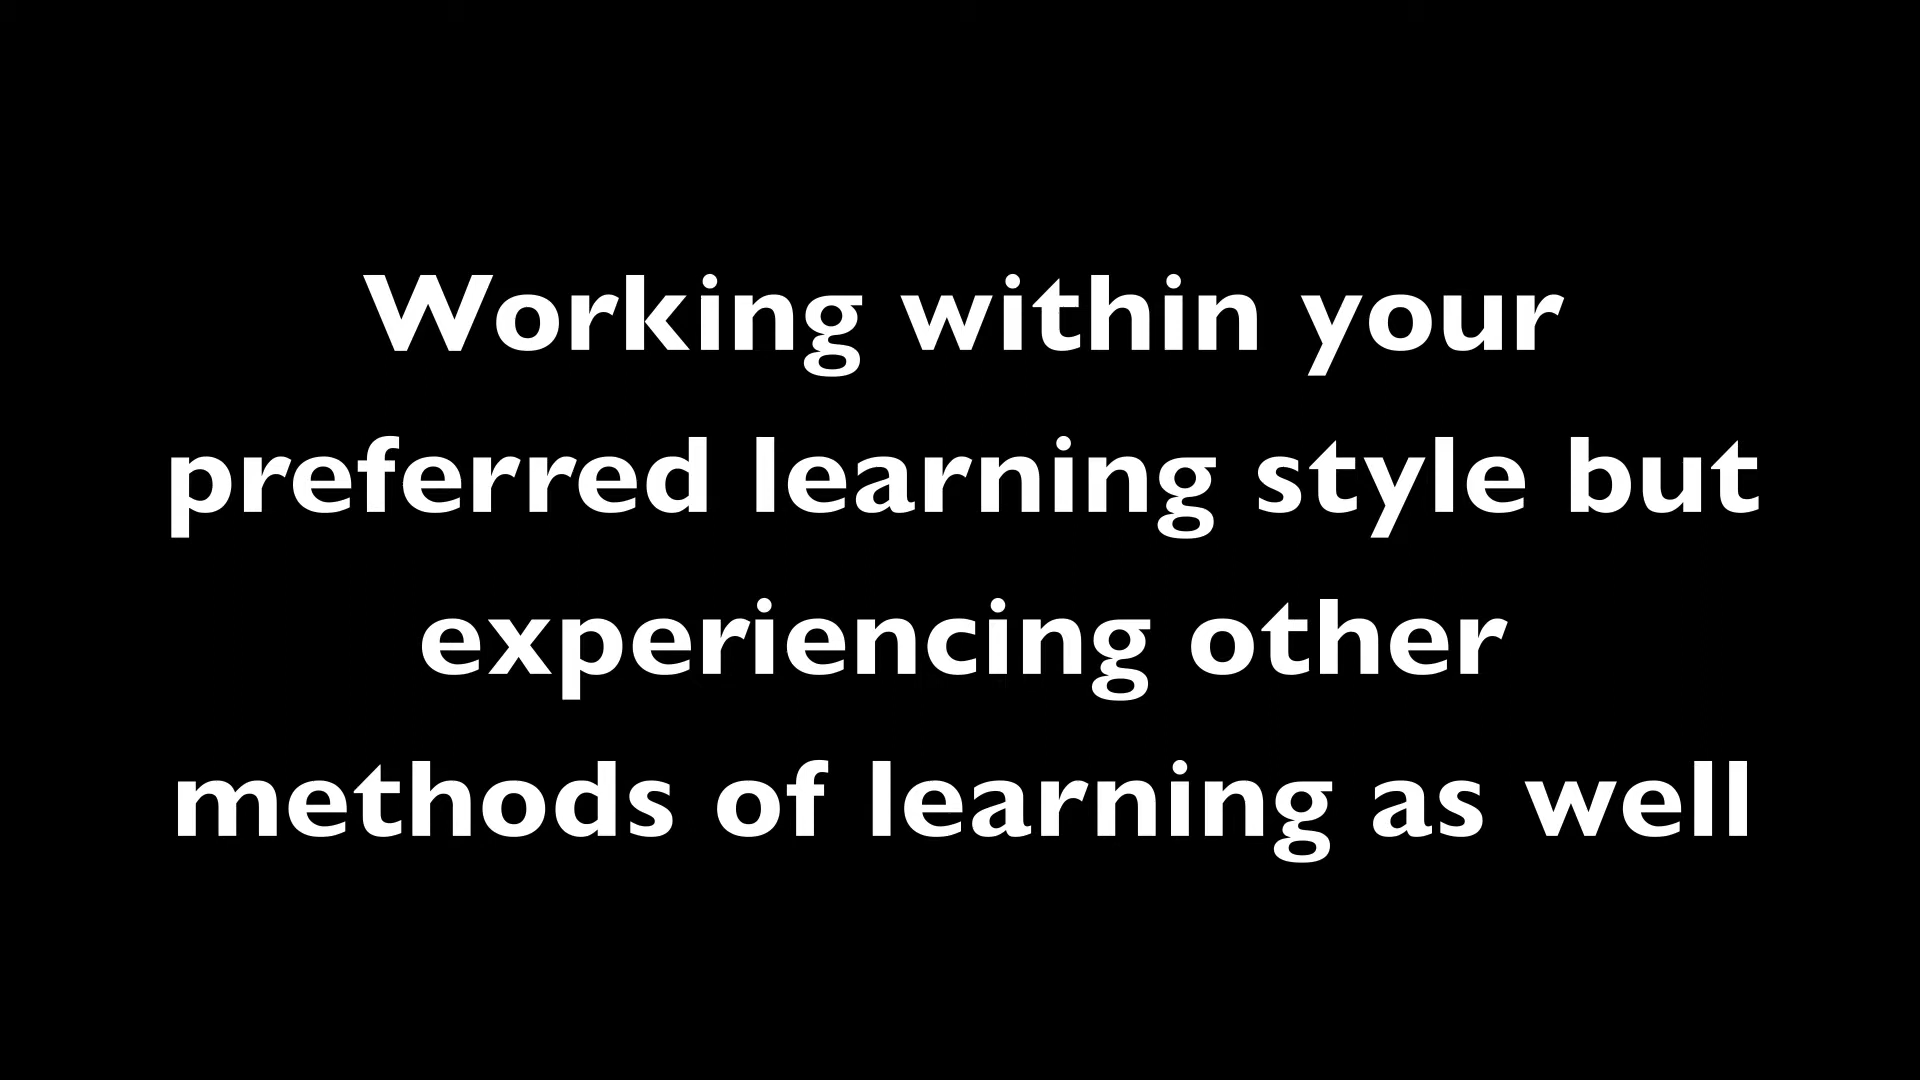 Working within your
preferred learning style but
experiencing other
methods of learning as well